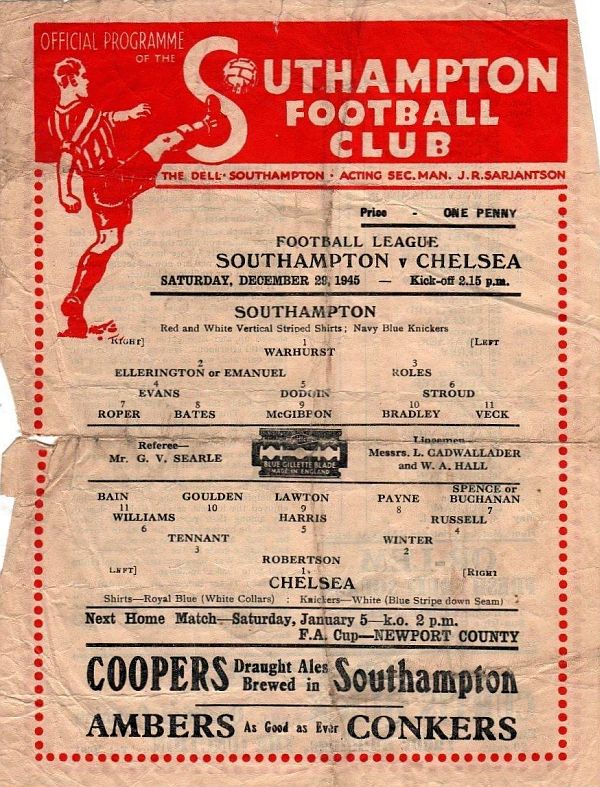 OFFICIAL PROGRAMME
OF THE
SOUTHAMPTON
FOOTBALL
CLUB
THE DELL · SOUTHAMPTON · ACTING SEC. MAN. J. R. SARJANTSON
Price - ONE PENNY
FOOTBALL LEAGUE
SOUTHAMPTON v CHELSEA
SATURDAY, DECEMBER 29, 1945 — Kick-off 2.15 p.m.
SOUTHAMPTON
Red and White Vertical Striped Shirts; Navy Blue Knickers
RIGHT] 1 [LEFT
WARHURST
2 3
ELLERINGTON or EMANUEL ROLES
4 5 6
EVANS DODGIN STROUD
7 8 9 10 11
ROPER BATES McGIBBON BRADLEY VECK
Referee— Linesmen—
Mr. G. V. SEARLE Messrs. L. CADWALLADER
and W. A. HALL
BLUE GILLETTE BLADE
MADE IN ENGLAND
SPENCE or
BAIN GOULDEN LAWTON PAYNE BUCHANAN
11 10 9 8 7
WILLIAMS HARRIS RUSSELL
6 5 4
TENNANT WINTER
3 2
ROBERTSON
LEFT] 1 [RIGHT
CHELSEA
Shirts—Royal Blue (White Collars) : Knickers—White (Blue Stripe down Seam)
Next Home Match—Saturday, January 5—k.o. 2 p.m.
F.A. Cup—NEWPORT COUNTY
COOPERS Draught Ales Brewed in Southampton
AMBERS As Good as Ever CONKERS